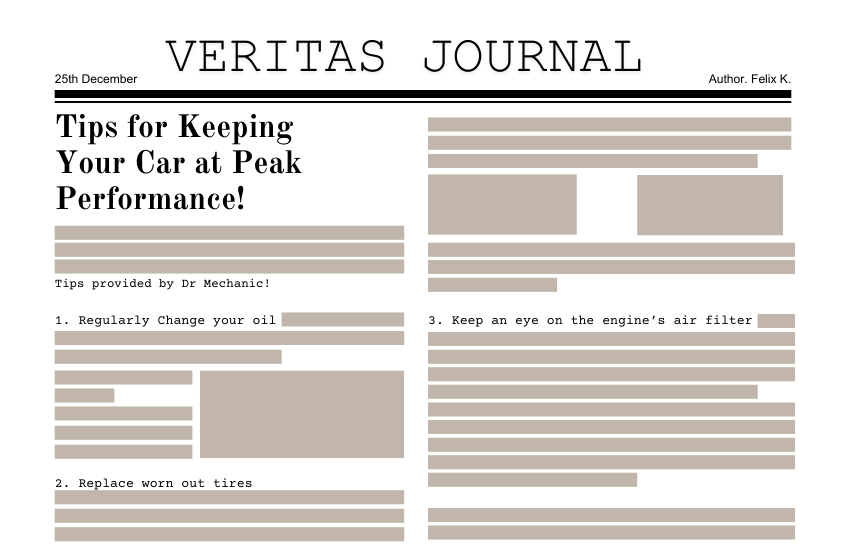 VERITAS JOURNAL
25th December
Author. Felix K.
Tips for Keeping
Your Car at Peak
Performance!
Tips provided by Dr Mechanic!
1. Regularly Change your oil
2. Replace worn out tires
3. Keep an eye on the engine’s air filter